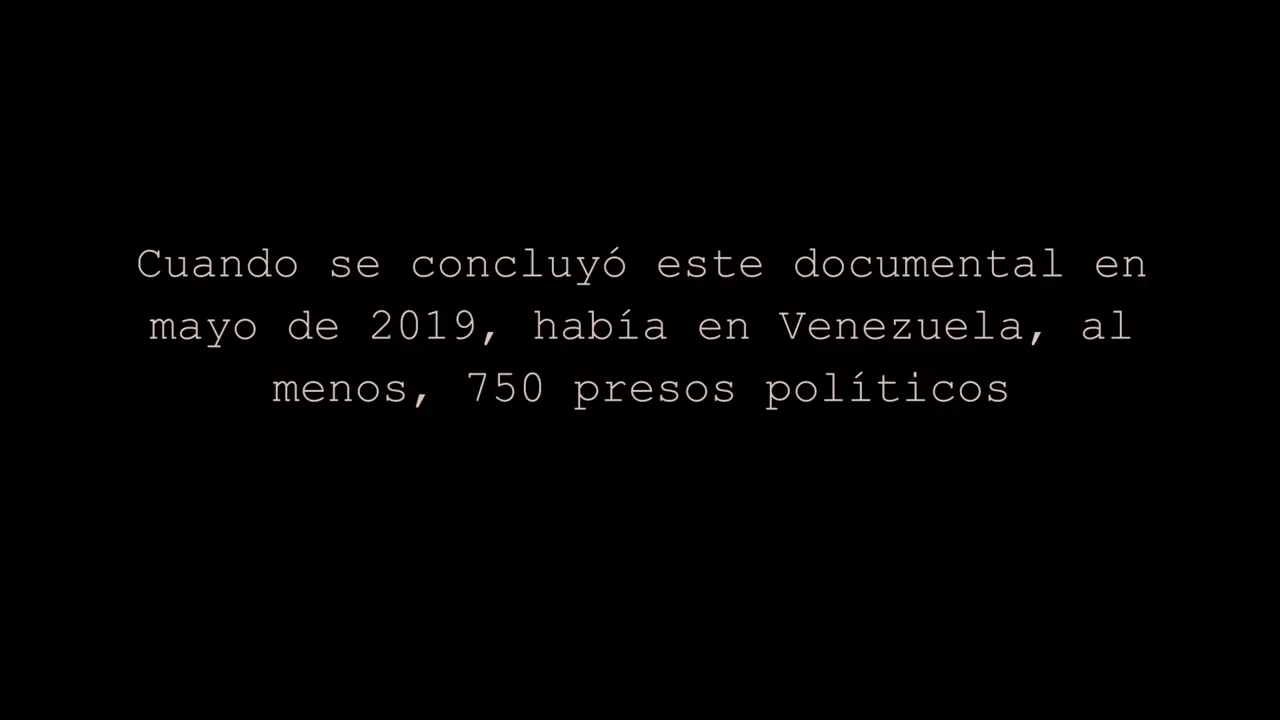 Cuando se concluyó este documental en
mayo de 2019, había en Venezuela, al
menos, 750 presos políticos